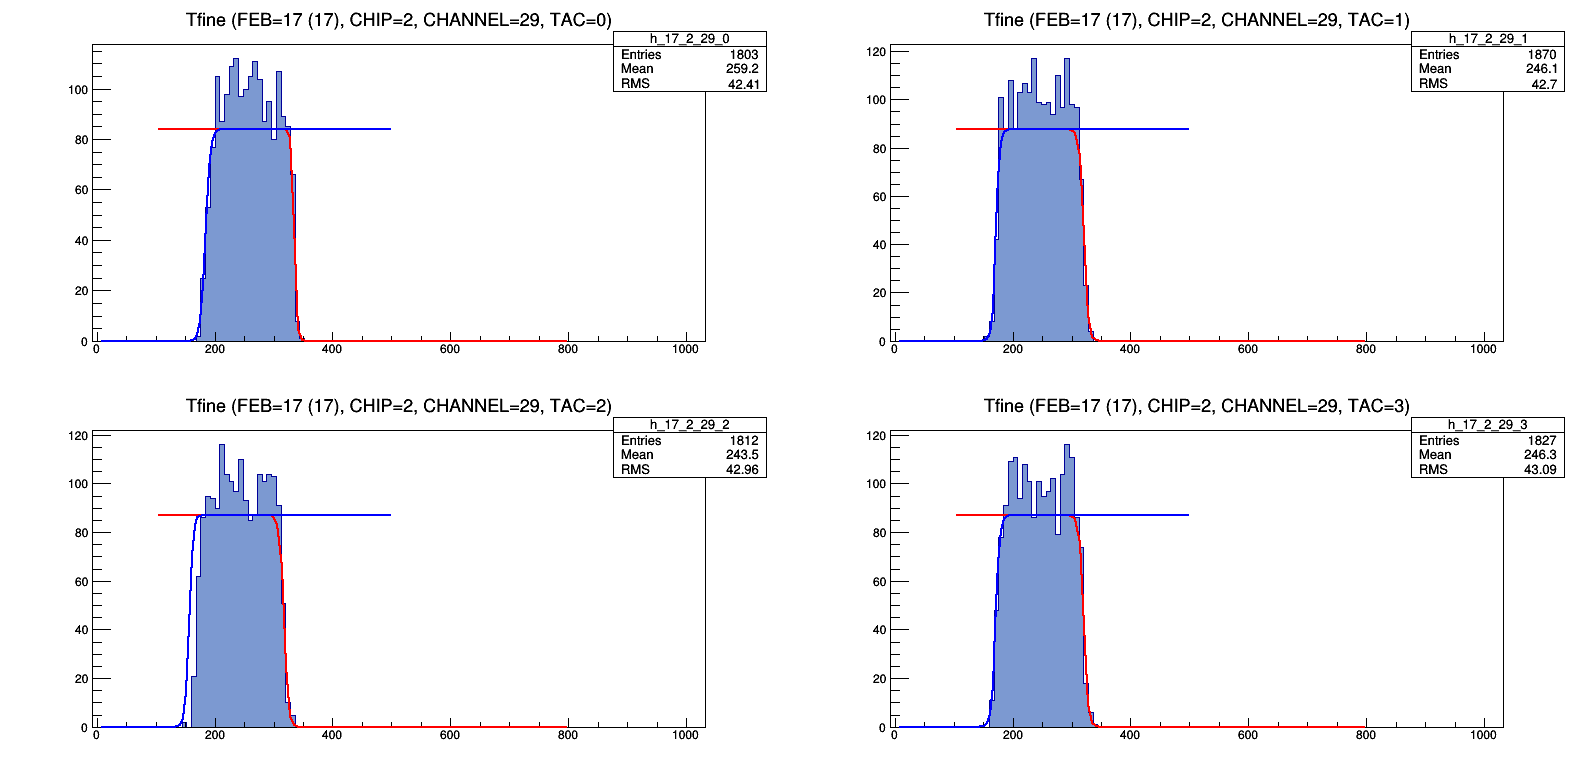 Tfine (FEB=17 (17), CHIP=2, CHANNEL=29, TAC=0)
h_17_2_29_0
Entries 1803
Mean 259.2
RMS 42.41
100
80
60
40
20
0
0 200 400 600 800 1000
Tfine (FEB=17 (17), CHIP=2, CHANNEL=29, TAC=1)
h_17_2_29_1
Entries 1870
Mean 246.1
RMS 42.7
120
100
80
60
40
20
0
0 200 400 600 800 1000
Tfine (FEB=17 (17), CHIP=2, CHANNEL=29, TAC=2)
h_17_2_29_2
Entries 1812
Mean 243.5
RMS 42.96
120
100
80
60
40
20
0
0 200 400 600 800 1000
Tfine (FEB=17 (17), CHIP=2, CHANNEL=29, TAC=3)
h_17_2_29_3
Entries 1827
Mean 246.3
RMS 43.09
120
100
80
60
40
20
0
0 200 400 600 800 1000